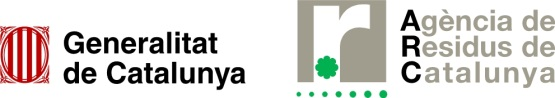 Generalitat
de Catalunya
r
Agència de
Residus de
Catalunya